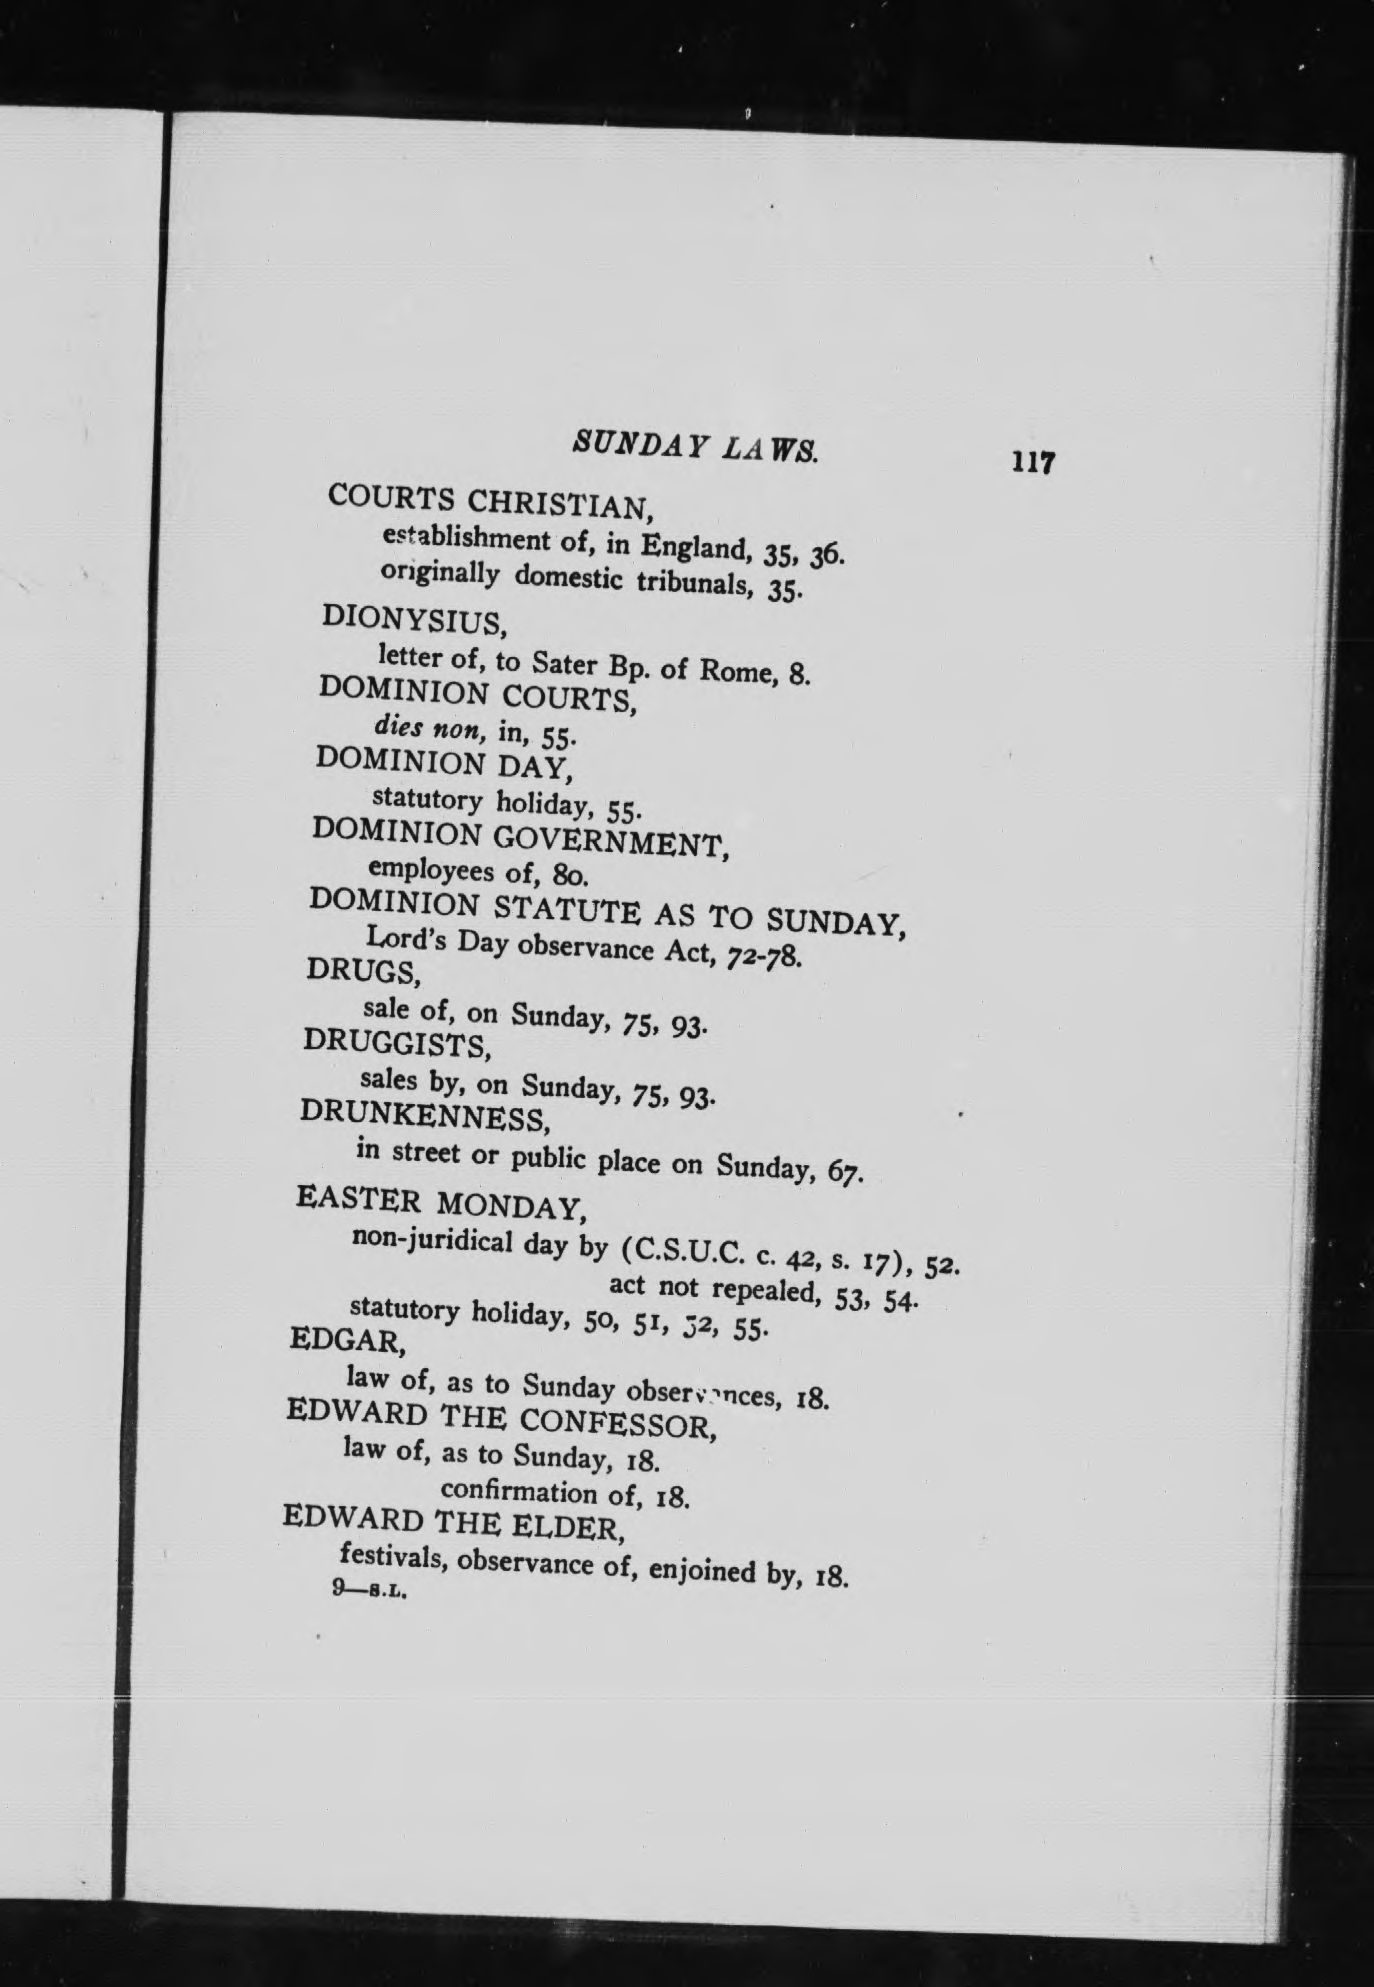 SUNDAY LAWS. 117
COURTS CHRISTIAN,
establishment of, in England, 35, 36.
originally domestic tribunals, 35.
DIONYSIUS,
letter of, to Sater Bp. of Rome, 8.
DOMINION COURTS,
dies non, in, 55.
DOMINION DAY,
statutory holiday, 55.
DOMINION GOVERNMENT,
employees of, 80.
DOMINION STATUTE AS TO SUNDAY,
Lord's Day observance Act, 72-78.
DRUGS,
sale of, on Sunday, 75, 93.
DRUGGISTS,
sales by, on Sunday, 75, 93.
DRUNKENNESS,
in street or public place on Sunday, 67.
EASTER MONDAY,
non-juridical day by (C.S.U.C. c. 42, s. 17), 52.
act not repealed, 53, 54.
statutory holiday, 50, 51, 52, 55.
EDGAR,
law of, as to Sunday observances, 18.
EDWARD THE CONFESSOR,
law of, as to Sunday, 18.
confirmation of, 18.
EDWARD THE ELDER,
festivals, observance of, enjoined by, 18.
9—S.L.